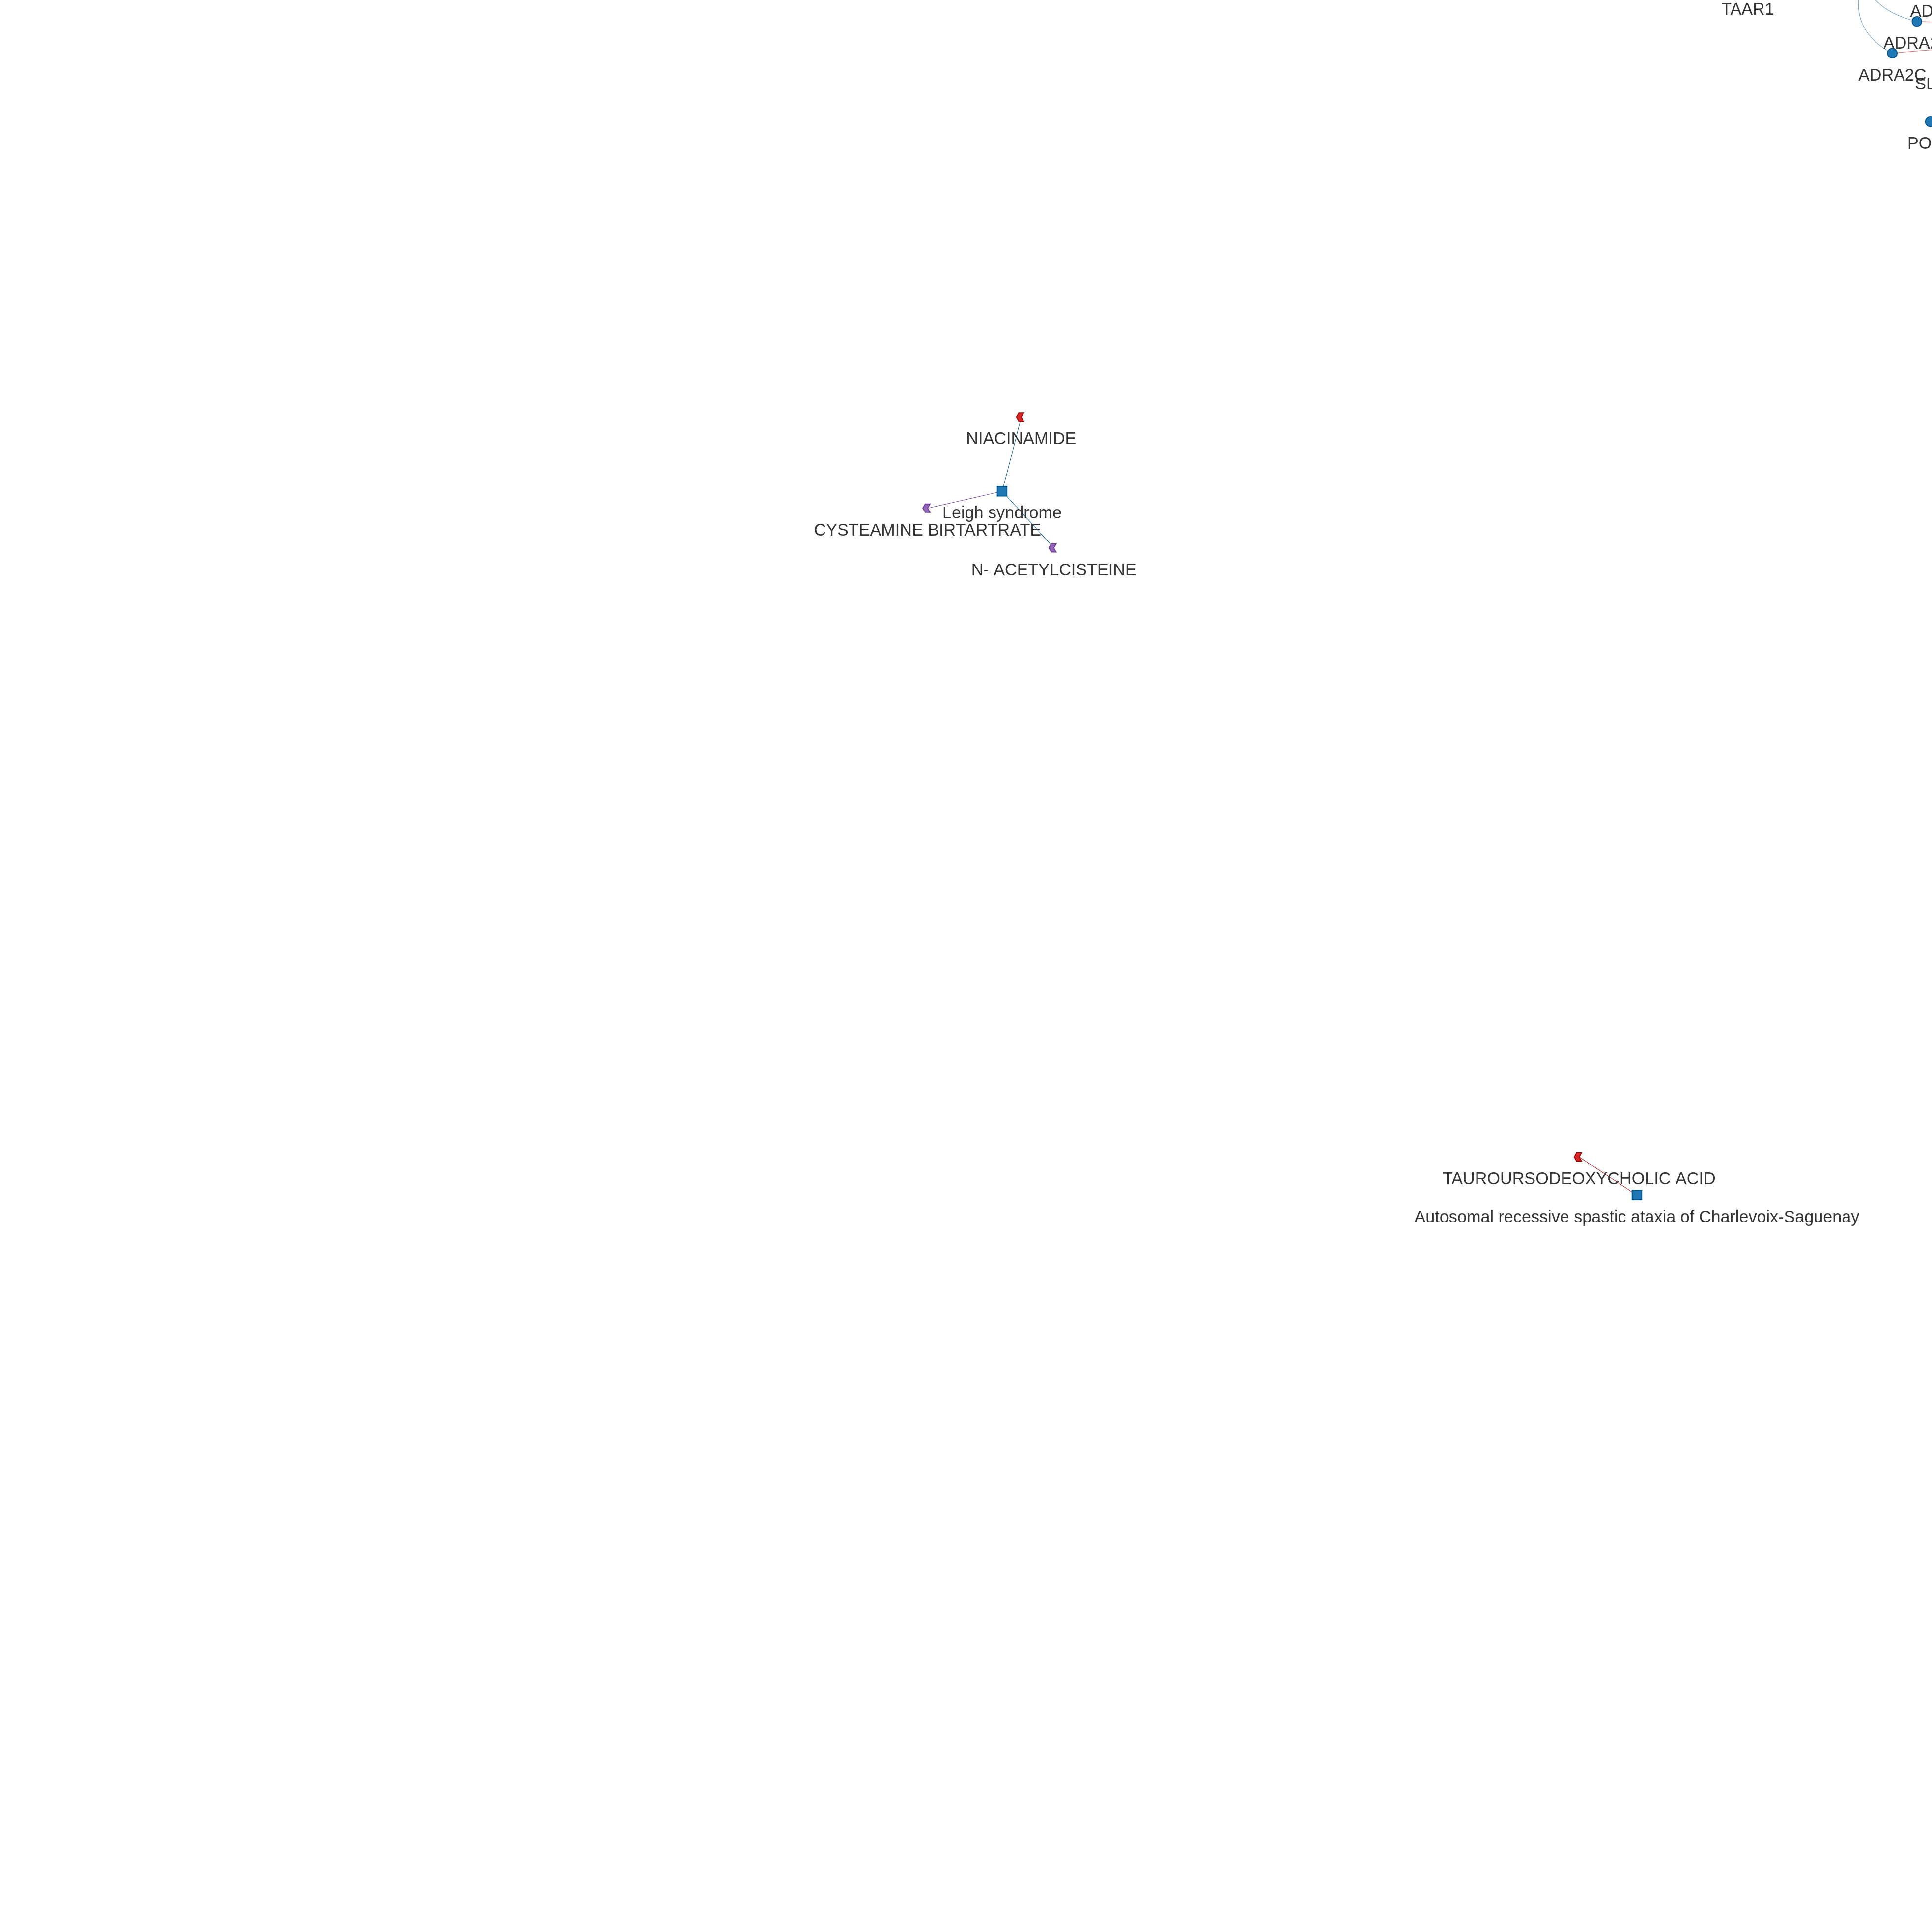 TAAR1
ADRA2C
NIACINAMIDE
Leigh syndrome
CYSTEAMINE BIRTARTRATE
N- ACETYLCISTEINE
TAUROURSODEOXYCHOLIC ACID
Autosomal recessive spastic ataxia of Charlevoix-Saguenay